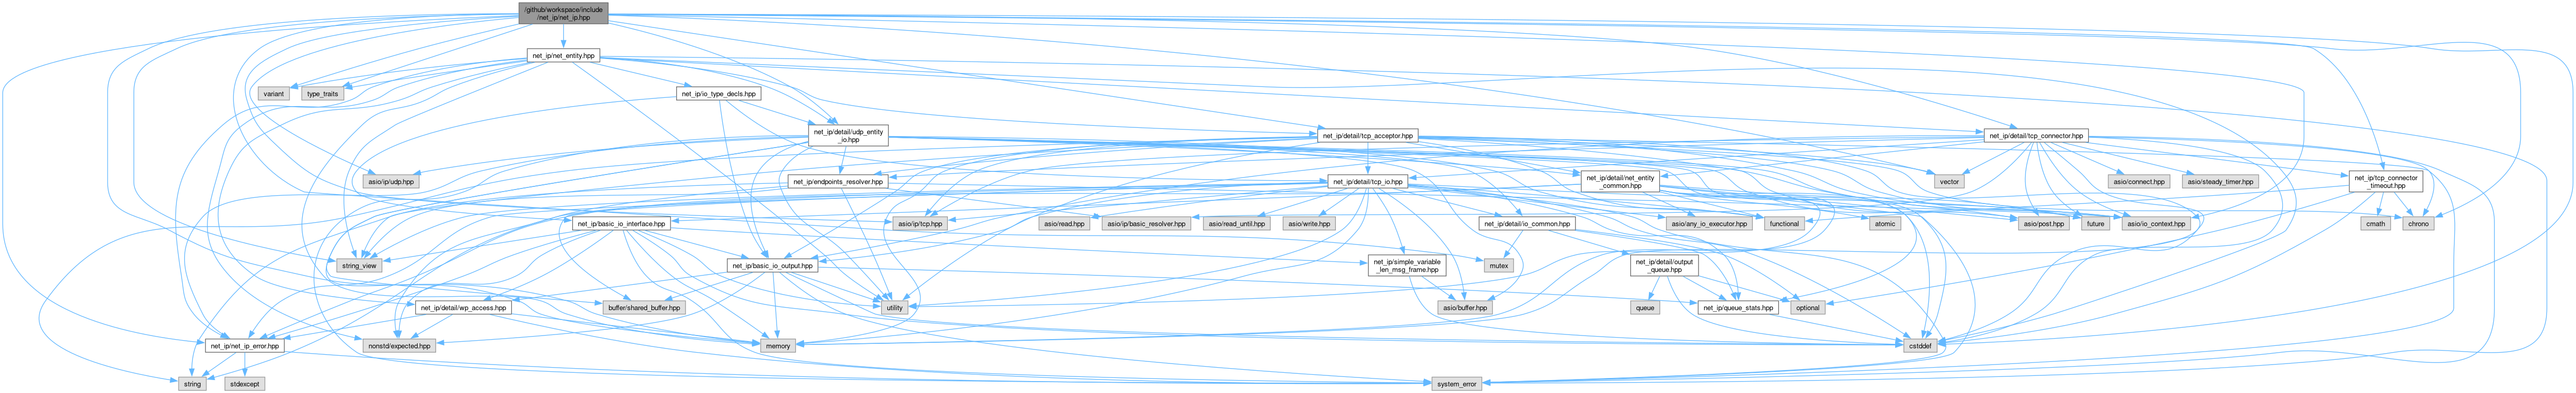 /github/workspace/include
/net_ip/net_ip.hpp
net_ip/net_entity.hpp
variant
type_traits
net_ip/io_type_decls.hpp
net_ip/detail/udp_entity
_io.hpp
net_ip/detail/tcp_acceptor.hpp
net_ip/detail/tcp_connector.hpp
asio/ip/udp.hpp
net_ip/endpoints_resolver.hpp
net_ip/detail/tcp_io.hpp
net_ip/detail/net_entity
_common.hpp
vector
asio/connect.hpp
asio/steady_timer.hpp
net_ip/tcp_connector
_timeout.hpp
net_ip/basic_io_interface.hpp
asio/ip/tcp.hpp
asio/read.hpp
asio/ip/basic_resolver.hpp
asio/read_until.hpp
asio/write.hpp
net_ip/detail/io_common.hpp
asio/any_io_executor.hpp
functional
atomic
asio/post.hpp
future
asio/io_context.hpp
cmath
chrono
string_view
net_ip/basic_io_output.hpp
net_ip/simple_variable
_len_msg_frame.hpp
mutex
net_ip/detail/output
_queue.hpp
net_ip/detail/wp_access.hpp
buffer/shared_buffer.hpp
utility
asio/buffer.hpp
queue
net_ip/queue_stats.hpp
optional
net_ip/net_ip_error.hpp
nonstd/expected.hpp
memory
cstddef
string
stdexcept
system_error